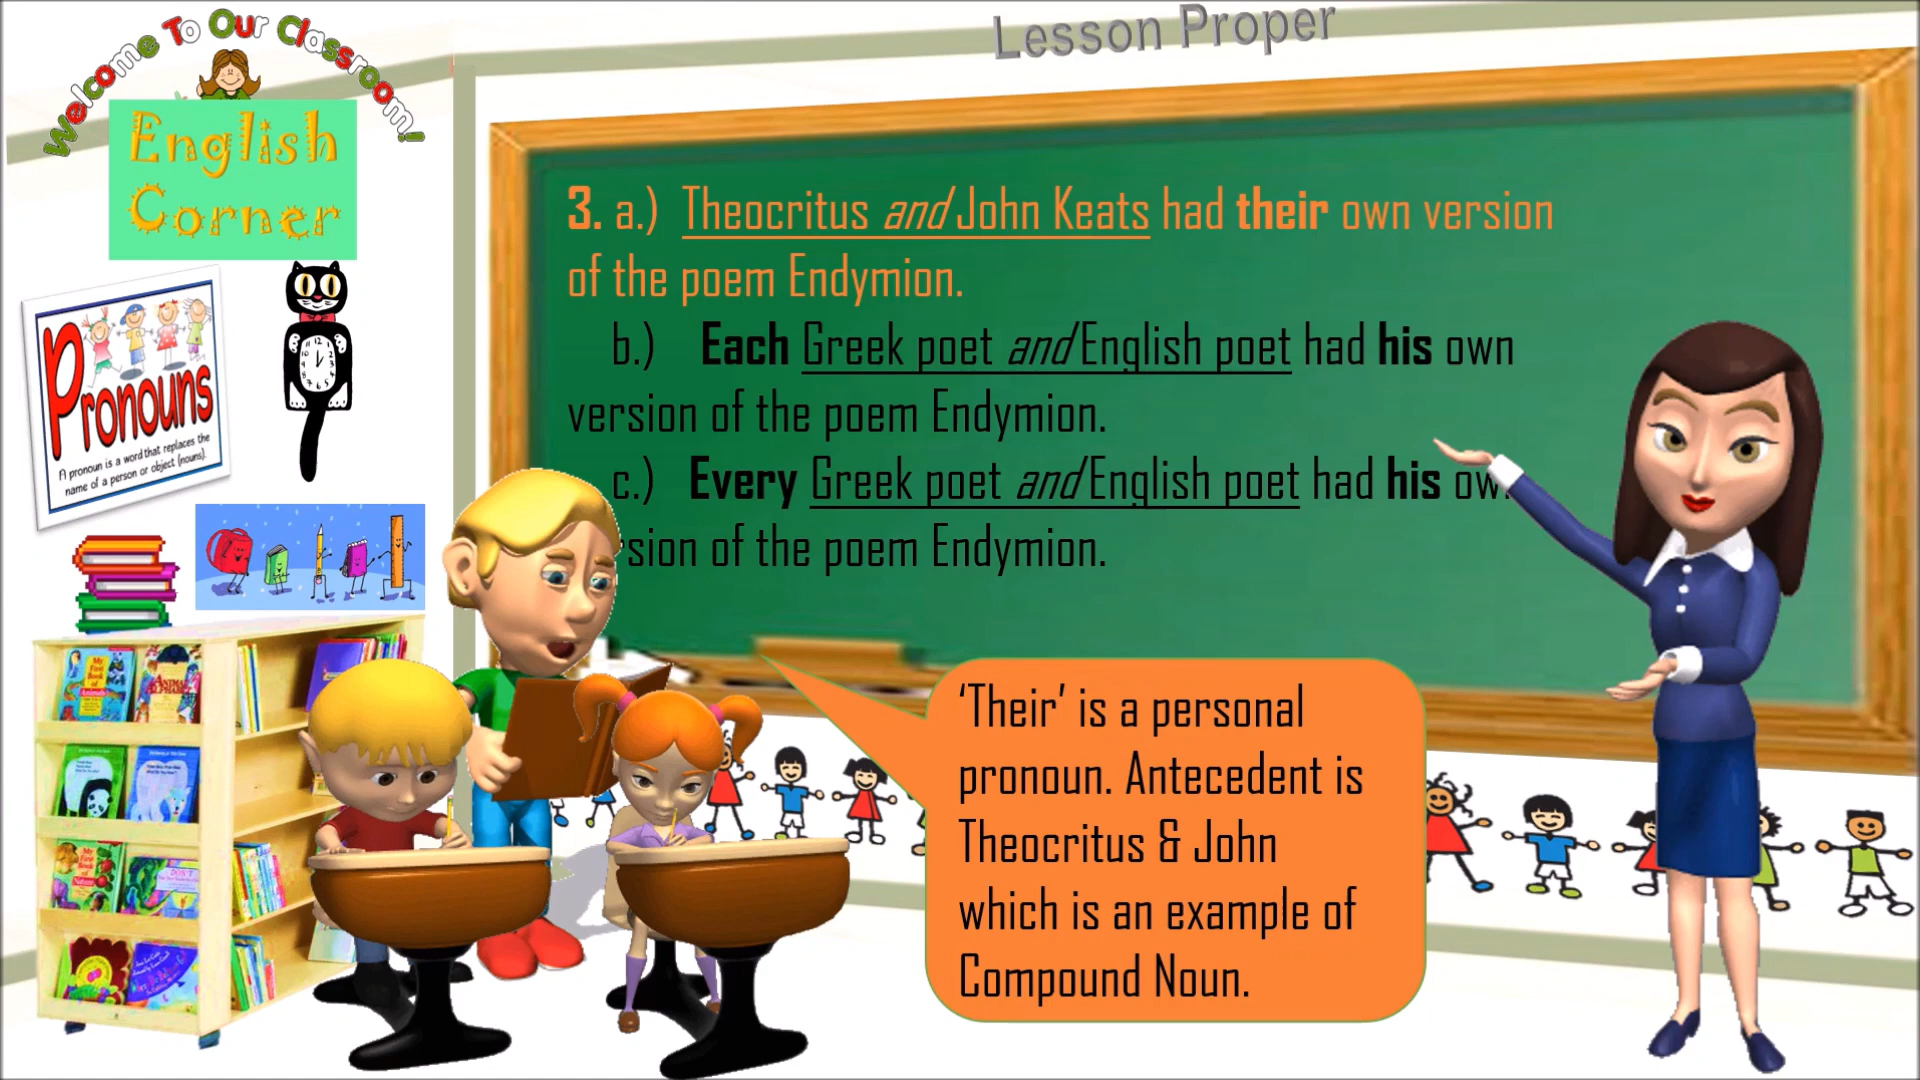 Lesson Proper
Welcome To Our Classroom!
English
Corner
3. a.) Theocritus and John Keats had their own version
of the poem Endymion.
b.) Each Greek poet and English poet had his own
version of the poem Endymion.
c.) Every Greek poet and English poet had his
of the poem Endymion.
Pronouns
A pronoun is a word that replaces the
name of a person or object (nouns).
'Their' is a personal
pronoun. Antecedent is
Theocritus & John
which is an example of
Compound Noun.